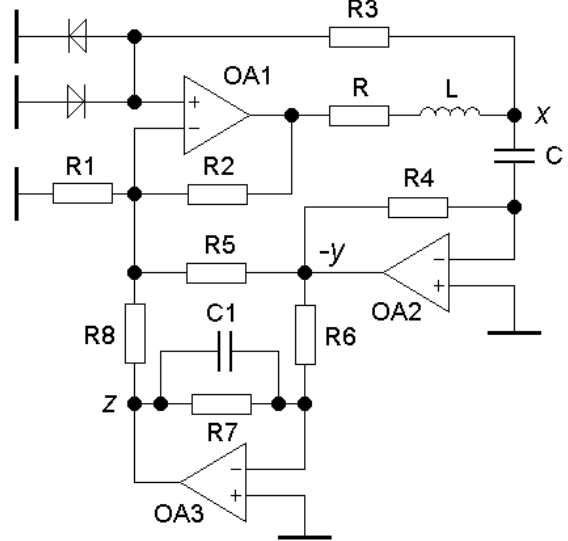 R3
OA1
+
−
R
L
x
C
R1
R2
R4
R5
-y
−
+
OA2
R8
C1
R6
z
R7
−
+
OA3